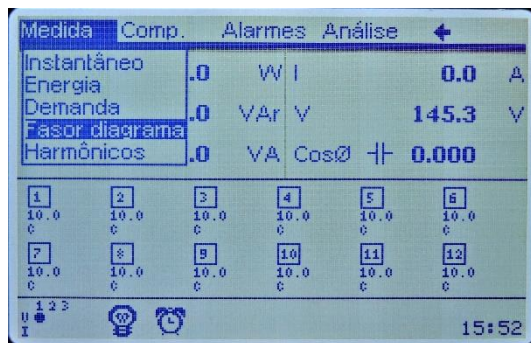 Medida Comp. Alarmes Análise
Instantâneo
Energia
Demanda
Fasor diagrama
Harmônicos
.0 W I 0.0 A
.0 VAr V 145.3 V
.0 VA CosØ 0.000
1 2 3 4 5 6
10.0 10.0 10.0 10.0 10.0 10.0
C C C C C C
7 8 9 10 11 12
10.0 10.0 10.0 10.0 10.0 10.0
C C C C C C
1 2 3
V
I
15:52